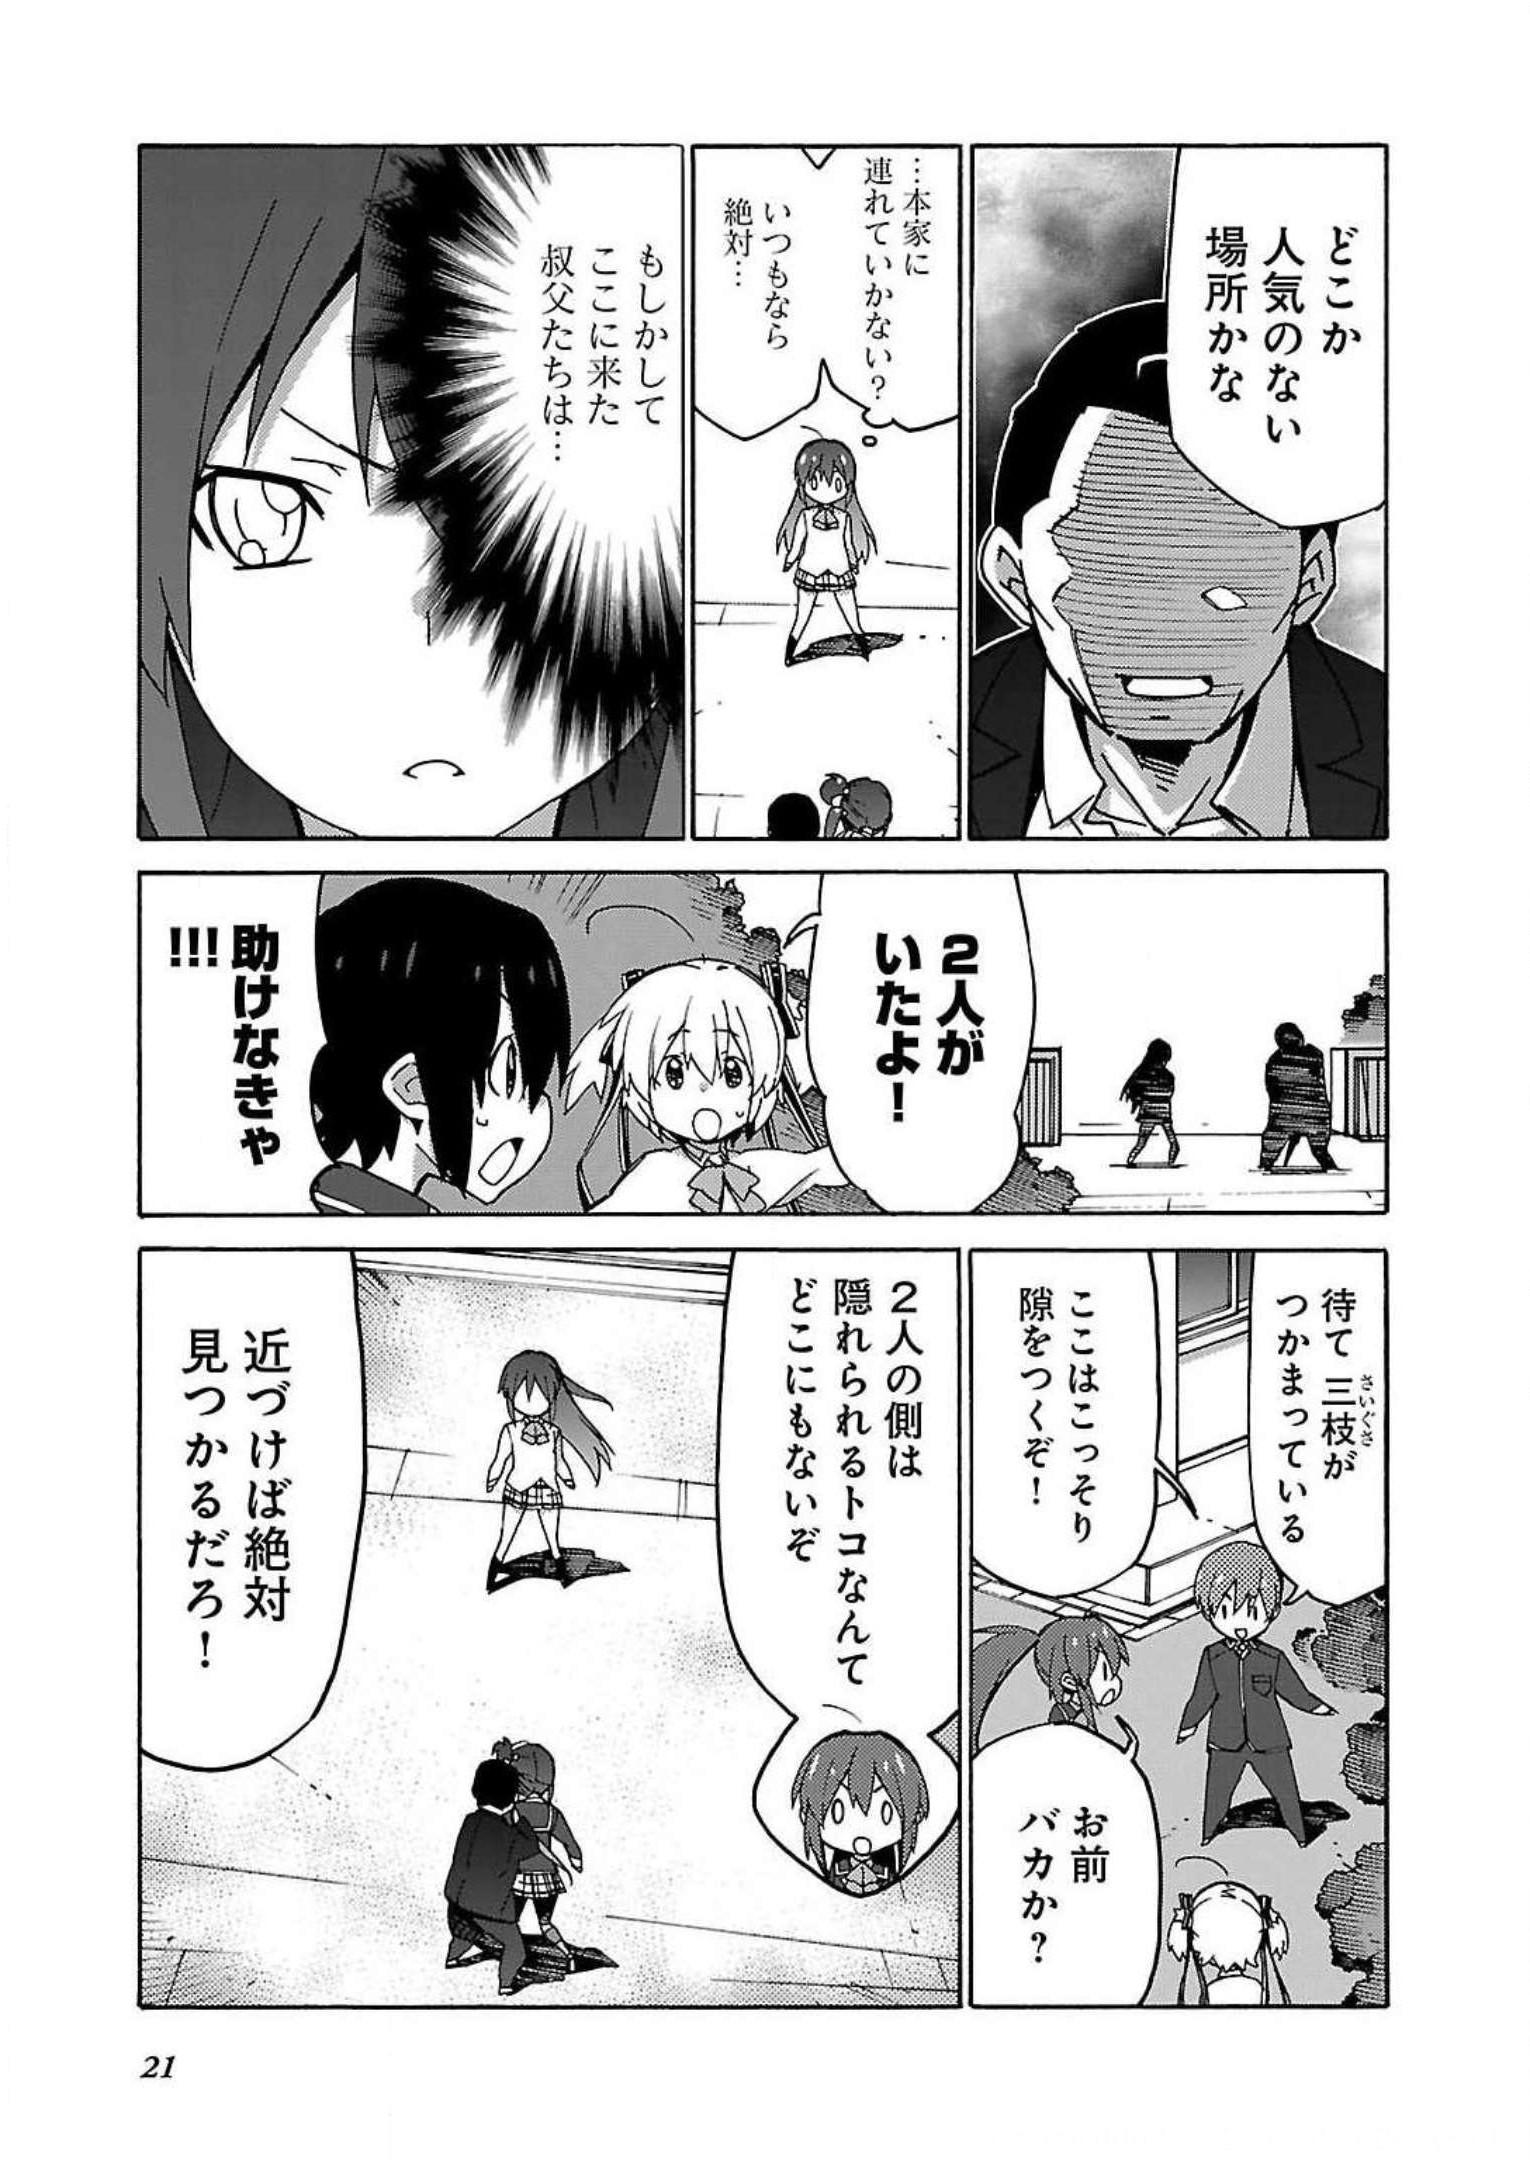 どこか
人気のない
場所かな
…本家に
連れていかない?
いつもなら
絶対…
もしかして
ここに来た
叔父たちは…
2人が
いたよ!
助けなきゃ
!!!
待て 三枝が
さいぐさ
つかまっている
ここはこっそり
隙をつくぞ!
お前
バカか?
2人の側は
隠れられるトコなんて
どこにもないぞ
近づけば絶対
見つかるだろ!
21